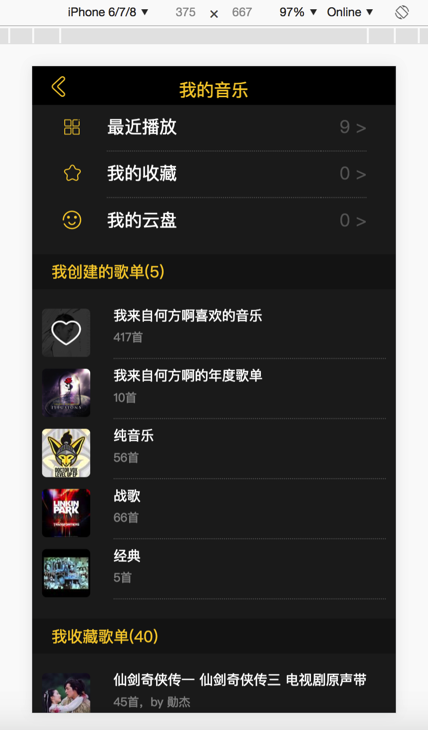 iPhone 6/7/8 ▼ 375 × 667 97% ▼ Online ▼
我的音乐
最近播放 9 >
我的收藏 0 >
我的云盘 0 >
我创建的歌单(5)
我来自何方啊喜欢的音乐
417首
我来自何方啊的年度歌单
10首
纯音乐
56首
战歌
66首
LINKIN
PARK
经典
5首
我收藏歌单(40)
仙剑奇侠传一 仙剑奇侠传三 电视剧原声带
45首，by 勛杰